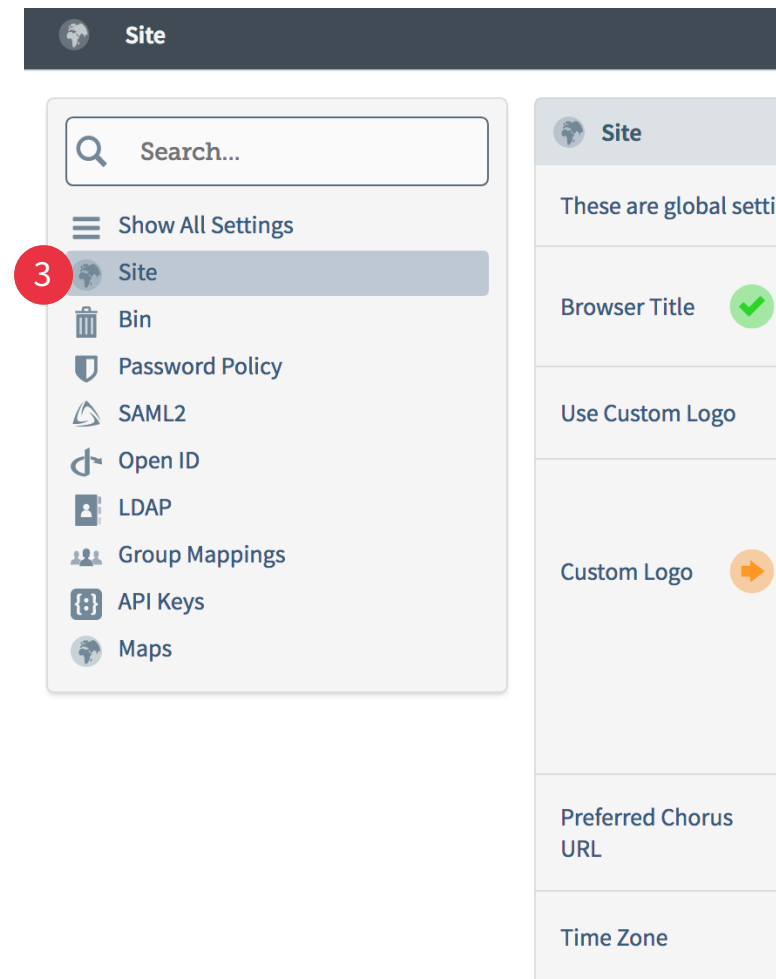 Site
Search...
Show All Settings
3
Site
Bin
Password Policy
SAML2
Open ID
LDAP
Group Mappings
API Keys
Maps
Site
These are global setti
Browser Title
Use Custom Logo
Custom Logo
Preferred Chorus
URL
Time Zone